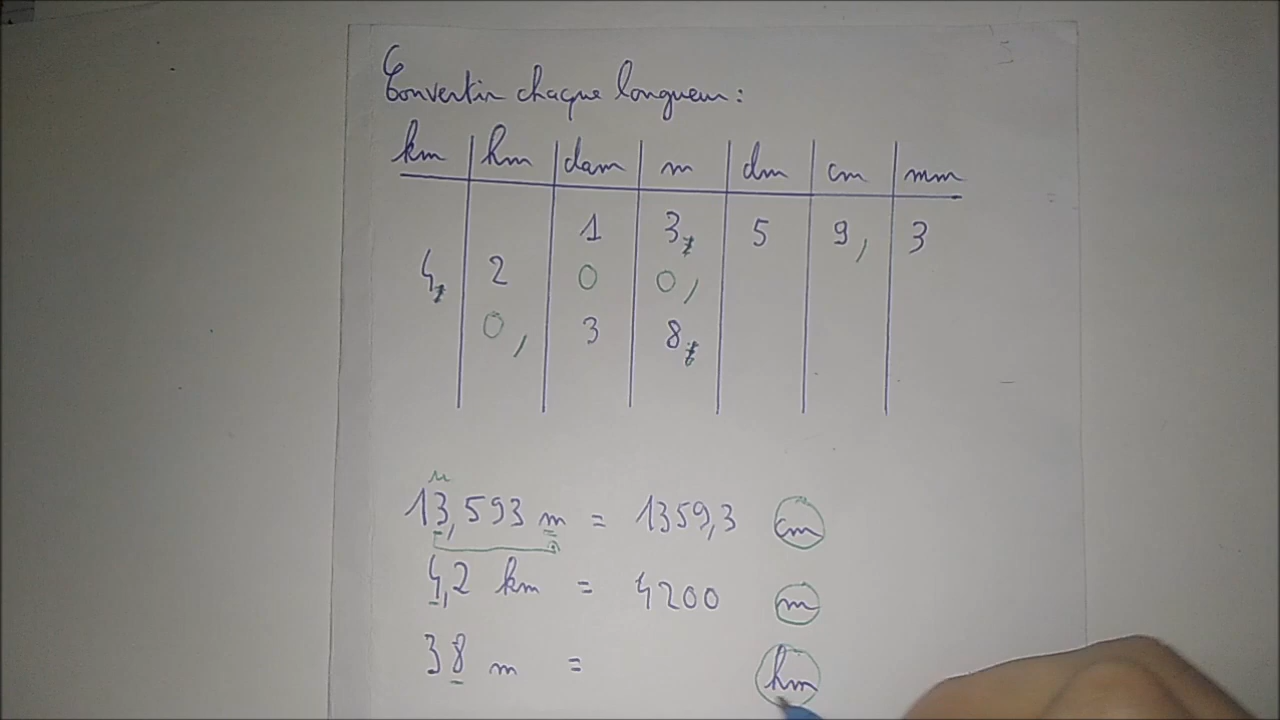 Convertir chaque longueur :
km hm dam m dm cm mm
1 3, 5 9, 3
4, 2 0 0,
0, 3 8,
u
13,593 m = 1359,3 cm
4,2 km = 4200 m
38 m = hm